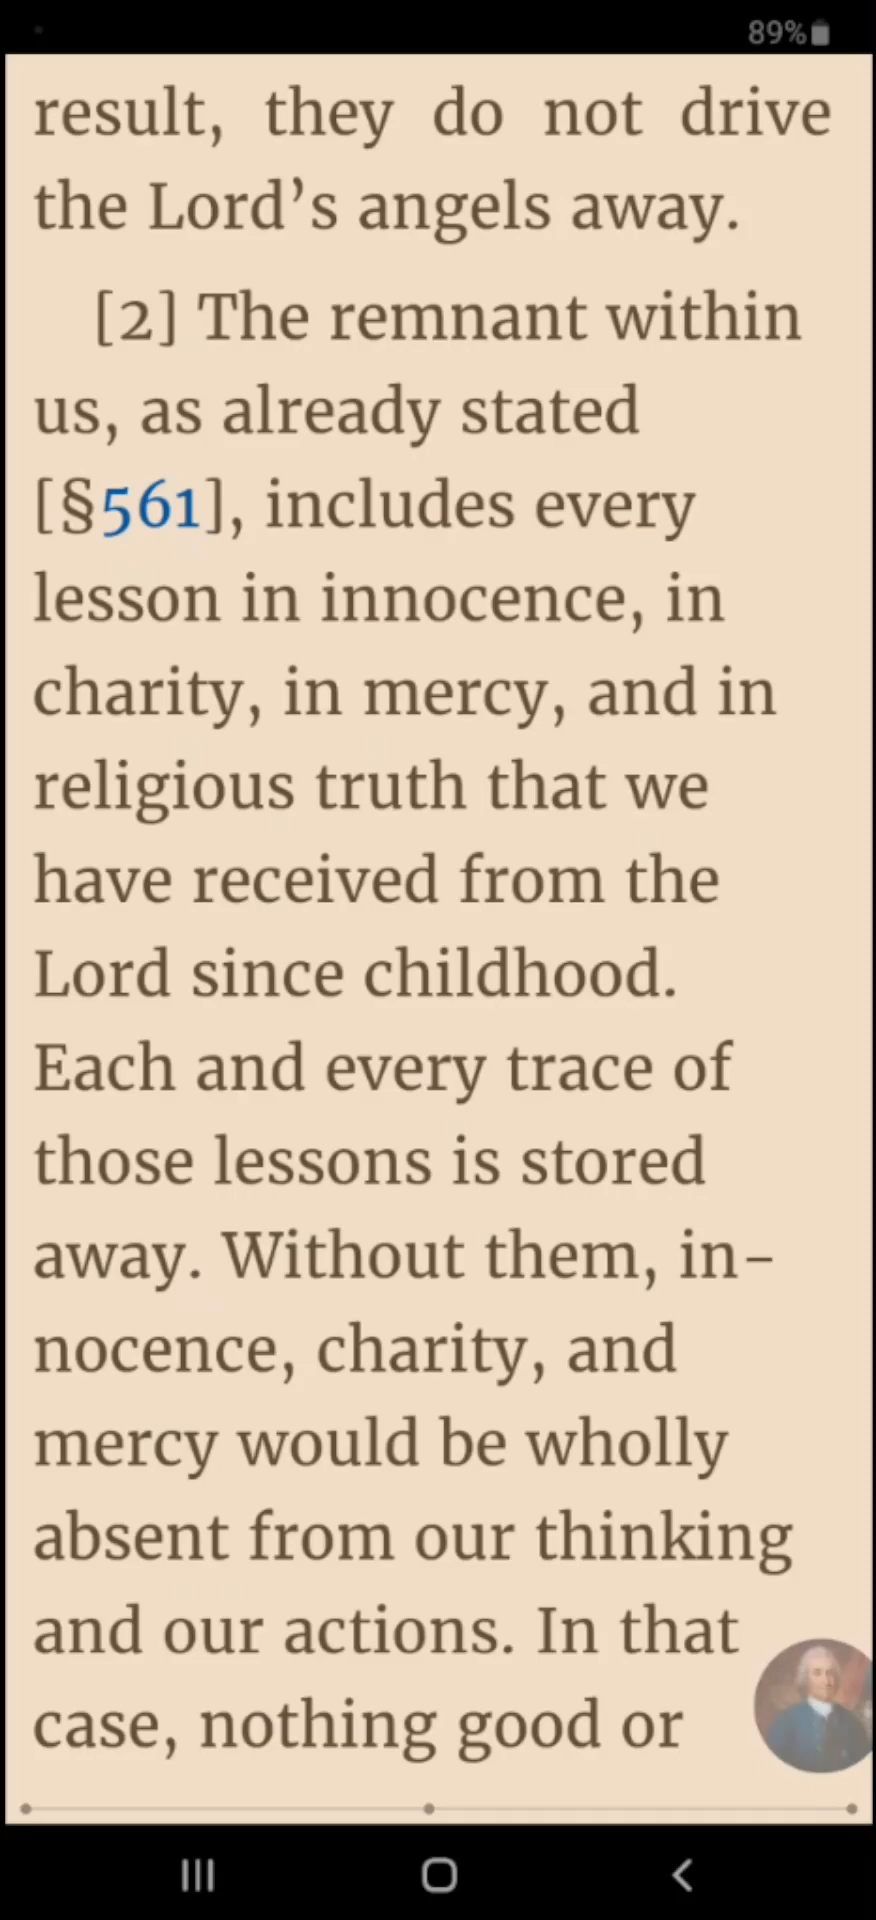 89%
result, they do not drive
the Lord’s angels away.
[2] The remnant within
us, as already stated
[§561], includes every
lesson in innocence, in
charity, in mercy, and in
religious truth that we
have received from the
Lord since childhood.
Each and every trace of
those lessons is stored
away. Without them, in-
nocence, charity, and
mercy would be wholly
absent from our thinking
and our actions. In that
case, nothing good or